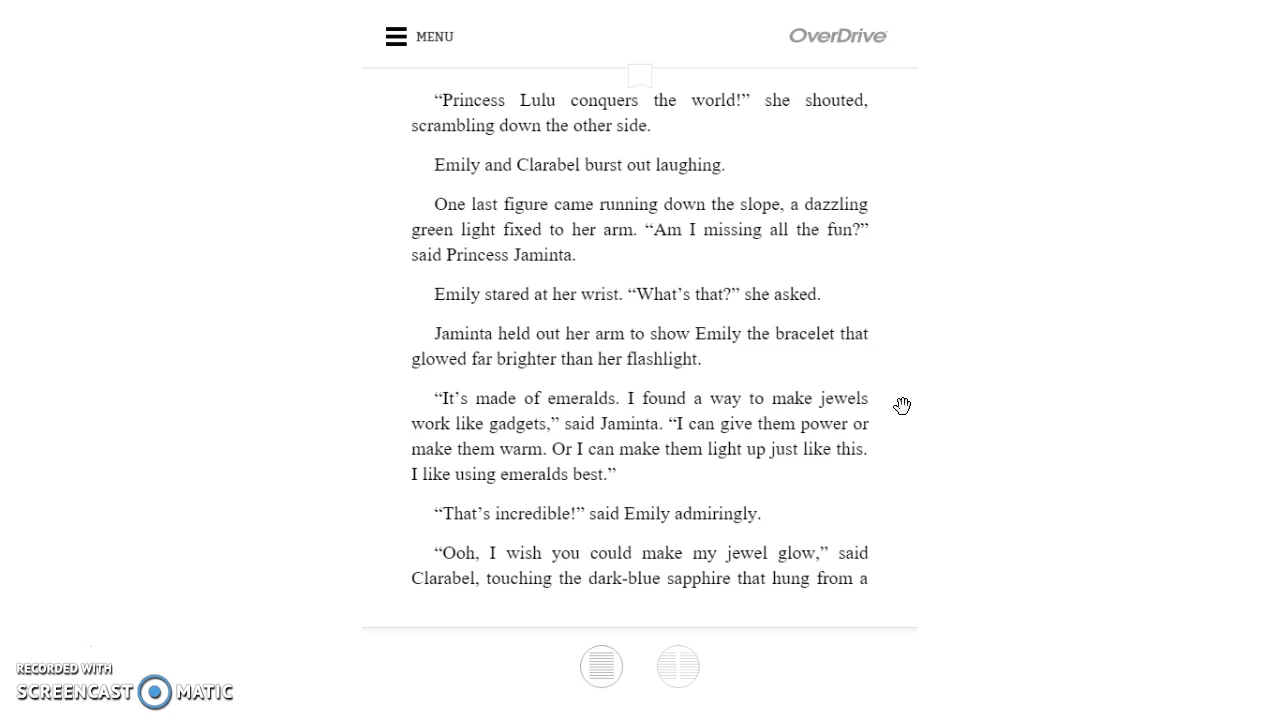 MENU
OverDrive
“Princess Lulu conquers the world!” she shouted,
scrambling down the other side.
Emily and Clarabel burst out laughing.
One last figure came running down the slope, a dazzling
green light fixed to her arm. “Am I missing all the fun?”
said Princess Jaminta.
Emily stared at her wrist. “What’s that?” she asked.
Jaminta held out her arm to show Emily the bracelet that
glowed far brighter than her flashlight.
“It’s made of emeralds. I found a way to make jewels
work like gadgets,” said Jaminta. “I can give them power or
make them warm. Or I can make them light up just like this.
I like using emeralds best.”
“That’s incredible!” said Emily admiringly.
“Ooh, I wish you could make my jewel glow,” said
Clarabel, touching the dark-blue sapphire that hung from a
RECORDED WITH
SCREENCAST MATIC